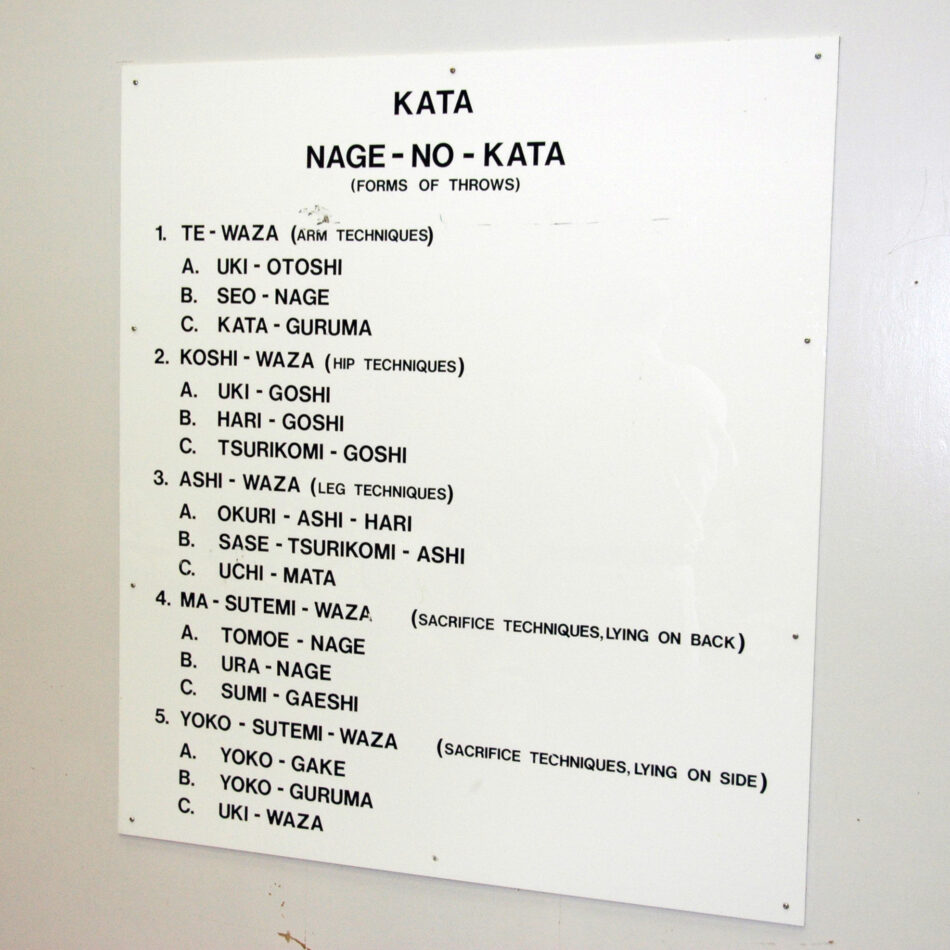 KATA
NAGE-NO-KATA
(FORMS OF THROWS)
1. TE-WAZA (ARM TECHNIQUES)
A. UKI-OTOSHI
B. SEO-NAGE
C. KATA-GURUMA
2. KOSHI-WAZA (HIP TECHNIQUES)
A. UKI-GOSHI
B. HARI-GOSHI
C. TSURIKOMI-GOSHI
3. ASHI-WAZA (LEG TECHNIQUES)
A. OKURI-ASHI-HARI
B. SASE-TSURIKOMI-ASHI
C. UCHI-MATA
4. MA-SUTEMI-WAZA (SACRIFICE TECHNIQUES, LYING ON BACK)
A. TOMOE-NAGE
B. URA-NAGE
C. SUMI-GAESHI
5. YOKO-SUTEMI-WAZA (SACRIFICE TECHNIQUES, LYING ON SIDE)
A. YOKO-GAKE
B. YOKO-GURUMA
C. UKI-WAZA